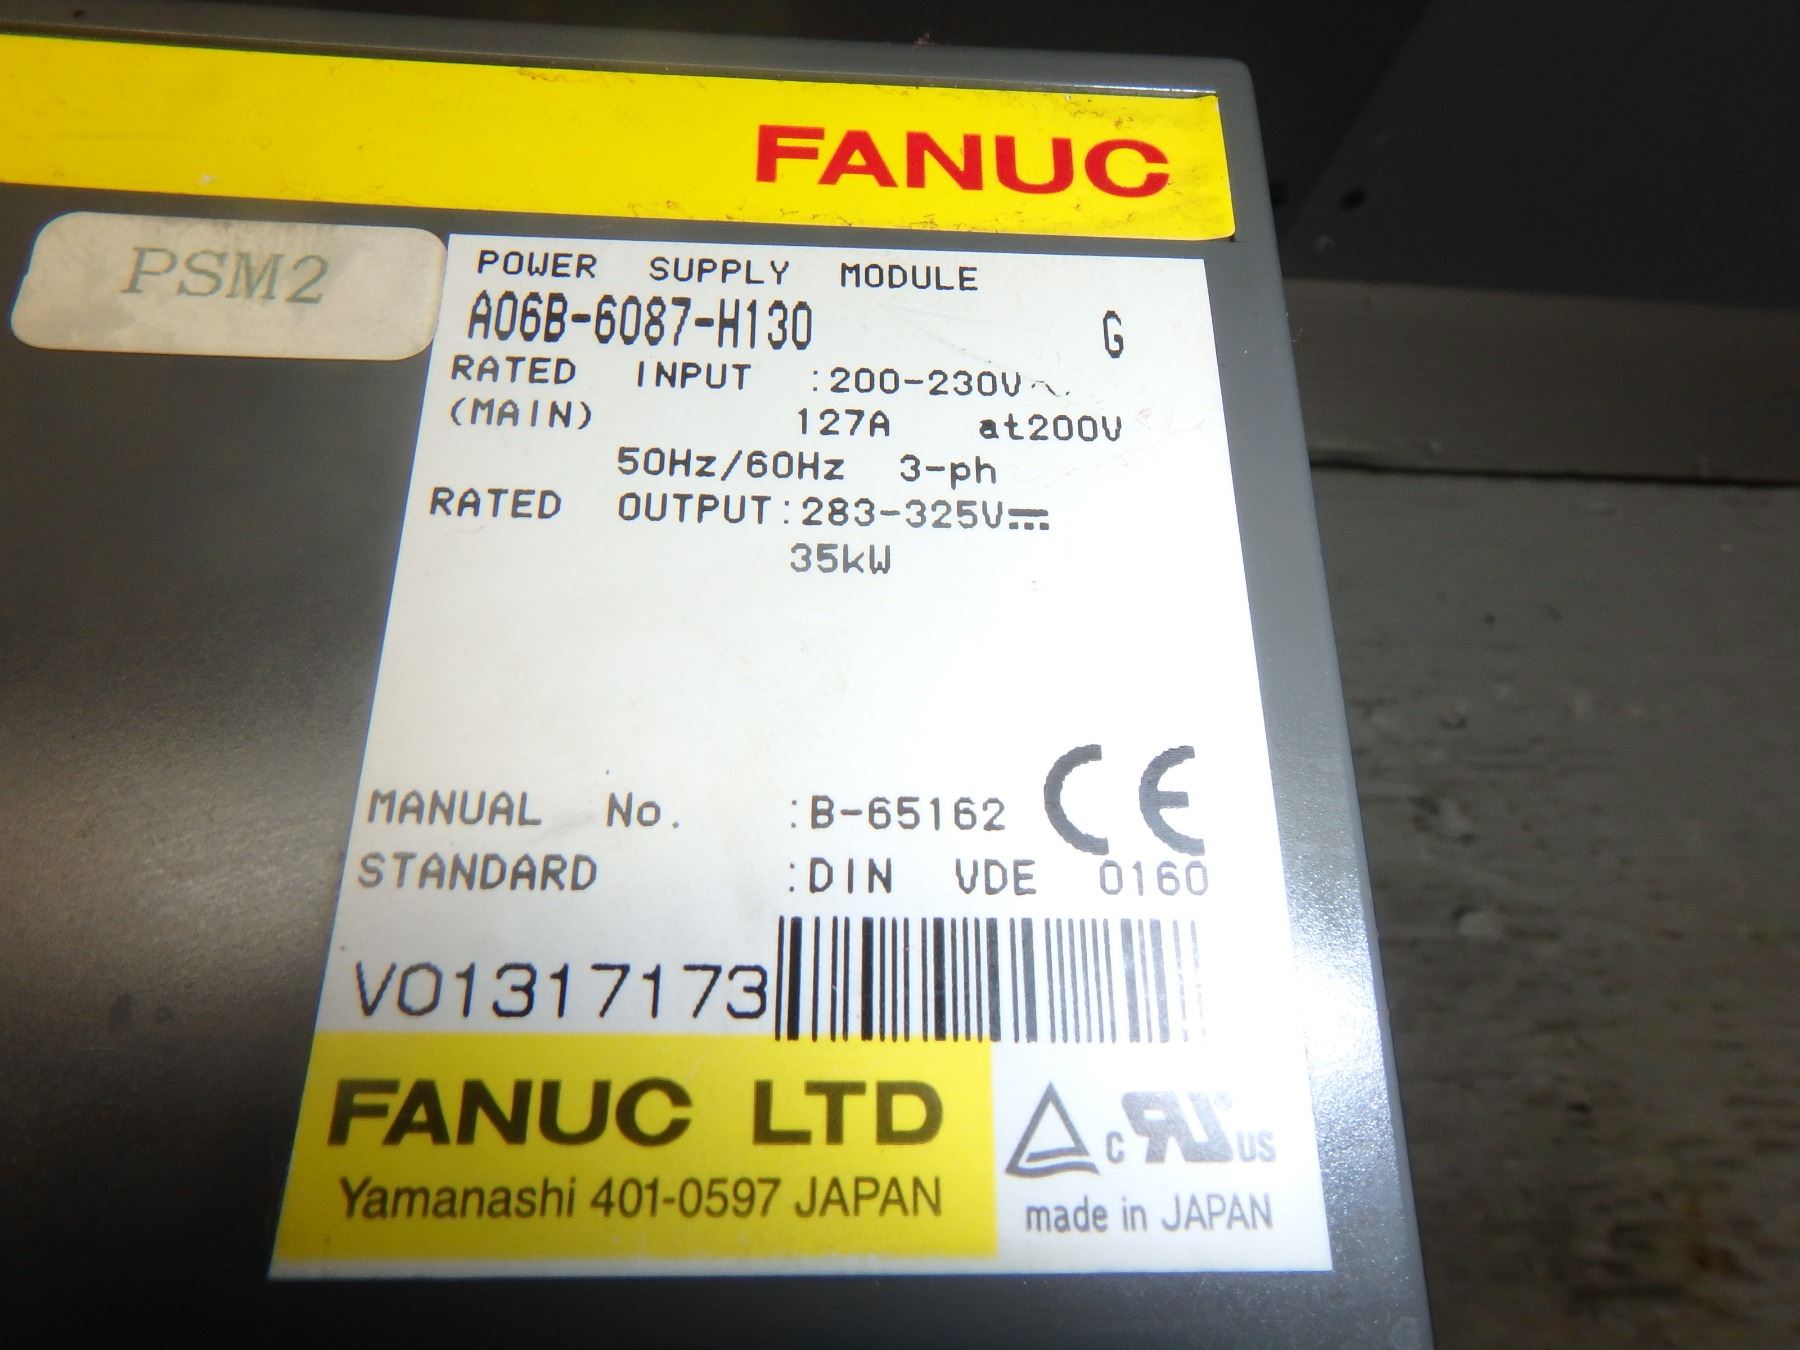 FANUC
PSM2
POWER SUPPLY MODULE
A06B-6087-H130 G
RATED INPUT :200-230V~
(MAIN) 127A at200V
50Hz/60Hz 3-ph
RATED OUTPUT:283-325V⎓
35kW
MANUAL No. :B-65162 CE
STANDARD :DIN VDE 0160
V01317173
FANUC LTD
Yamanashi 401-0597 JAPAN
c RU® US
made in JAPAN